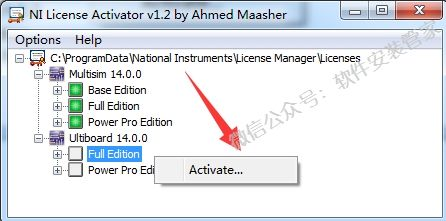 NI License Activator v1.2 by Ahmed Maasher
Options Help
C:\ProgramData\National Instruments\License Manager\Licenses
Multisim 14.0.0
Base Edition
Full Edition
Power Pro Edition
Ultiboard 14.0.0
Full Edition
Power Pro Edi
Activate...
微信公众号：软件安装管家